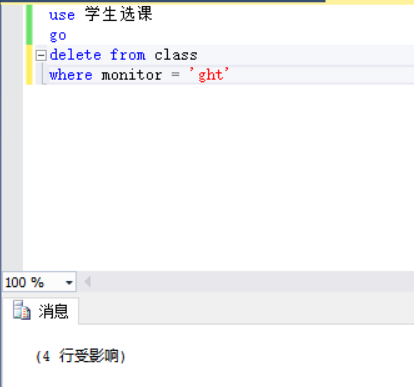 use 学生选课
go
delete from class
where monitor = 'ght'
100 %
消息
(4 行受影响)